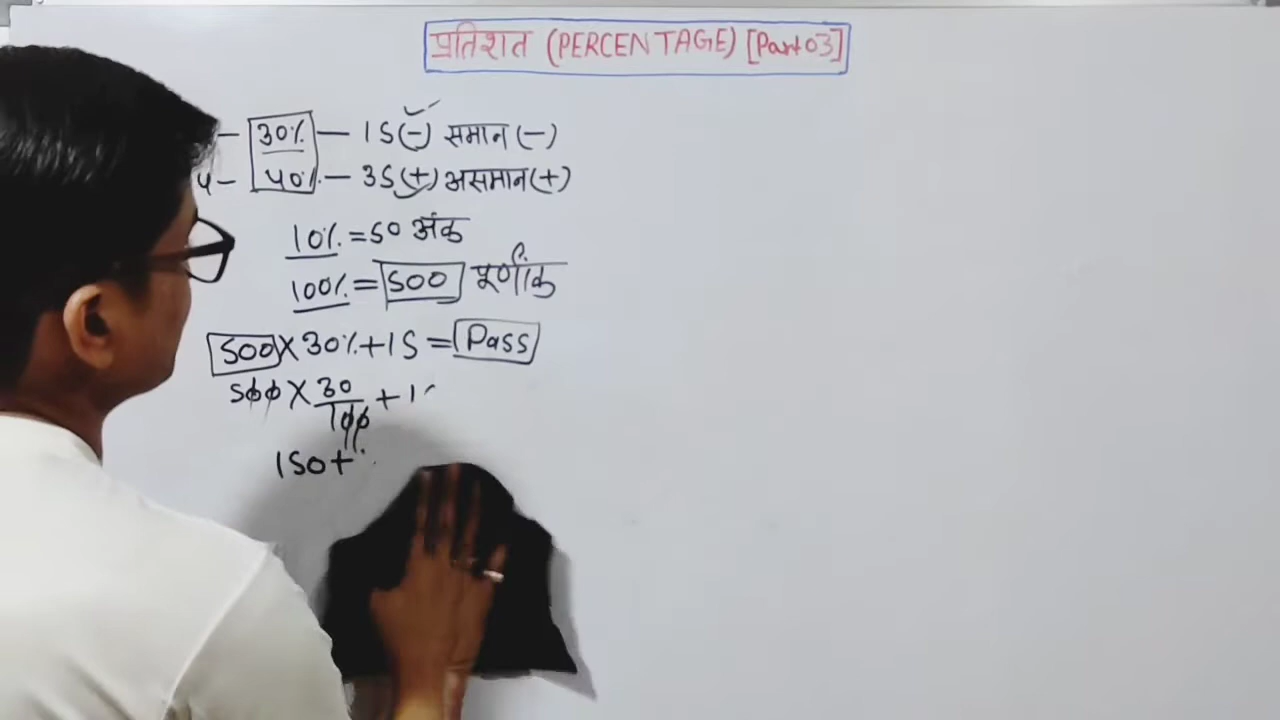 प्रतिशत (PERCENTAGE) [Part 03]
- 30% - 15(-) समान (-)
4- 40% - 35(+) असमान (+)
10% = 50 अंक
100% = 500 पूर्णांक
500 X 30% + 15 = Pass
500 X 30/100 + 1
150 +